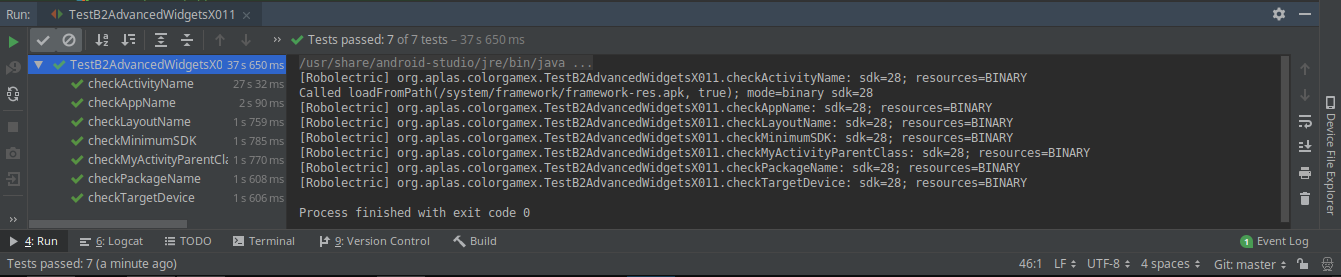 Run: TestB2AdvancedWidgetsX011
Tests passed: 7 of 7 tests – 37 s 650 ms
TestB2AdvancedWidgetsX0 37 s 650 ms
checkActivityName 27 s 32 ms
checkAppName 2 s 90 ms
checkLayoutName 1 s 759 ms
checkMinimumSDK 1 s 785 ms
checkMyActivityParentCla 1 s 770 ms
checkPackageName 1 s 608 ms
checkTargetDevice 1 s 606 ms
/usr/share/android-studio/jre/bin/java ...
[Robolectric] org.aplas.colorgamex.TestB2AdvancedWidgetsX011.checkActivityName: sdk=28; resources=BINARY
Called loadFromPath(/system/framework/framework-res.apk, true); mode=binary sdk=28
[Robolectric] org.aplas.colorgamex.TestB2AdvancedWidgetsX011.checkAppName: sdk=28; resources=BINARY
[Robolectric] org.aplas.colorgamex.TestB2AdvancedWidgetsX011.checkLayoutName: sdk=28; resources=BINARY
[Robolectric] org.aplas.colorgamex.TestB2AdvancedWidgetsX011.checkMinimumSDK: sdk=28; resources=BINARY
[Robolectric] org.aplas.colorgamex.TestB2AdvancedWidgetsX011.checkMyActivityParentClass: sdk=28; resources=BINARY
[Robolectric] org.aplas.colorgamex.TestB2AdvancedWidgetsX011.checkPackageName: sdk=28; resources=BINARY
[Robolectric] org.aplas.colorgamex.TestB2AdvancedWidgetsX011.checkTargetDevice: sdk=28; resources=BINARY
Process finished with exit code 0
Device File Explorer
4: Run 6: Logcat TODO Terminal 9: Version Control Build 1 Event Log
Tests passed: 7 (a minute ago) 46:1 LF UTF-8 4 spaces Git: master